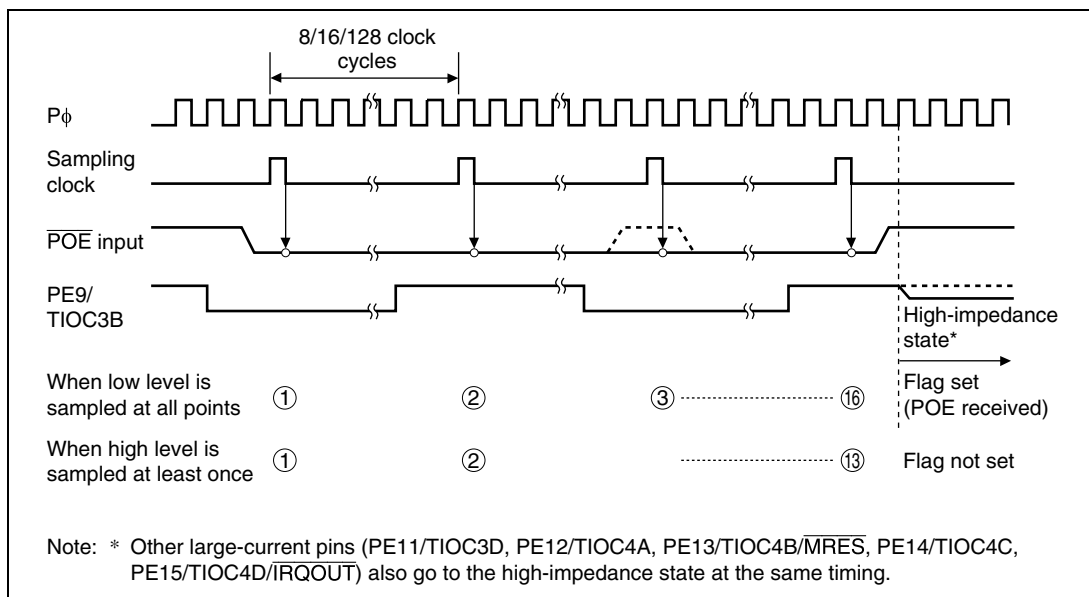 8/16/128 clock
cycles
Pϕ
Sampling
clock
P̅O̅E̅ input
PE9/
TIOC3B
High-impedance
state*
When low level is
sampled at all points
① ② ③ ⑯
Flag set
(POE received)
When high level is
sampled at least once
① ② ⑬ Flag not set
Note: * Other large-current pins (PE11/TIOC3D, PE12/TIOC4A, PE13/TIOC4B/M̅R̅E̅S̅, PE14/TIOC4C,
PE15/TIOC4D/I̅R̅Q̅O̅U̅T̅) also go to the high-impedance state at the same timing.